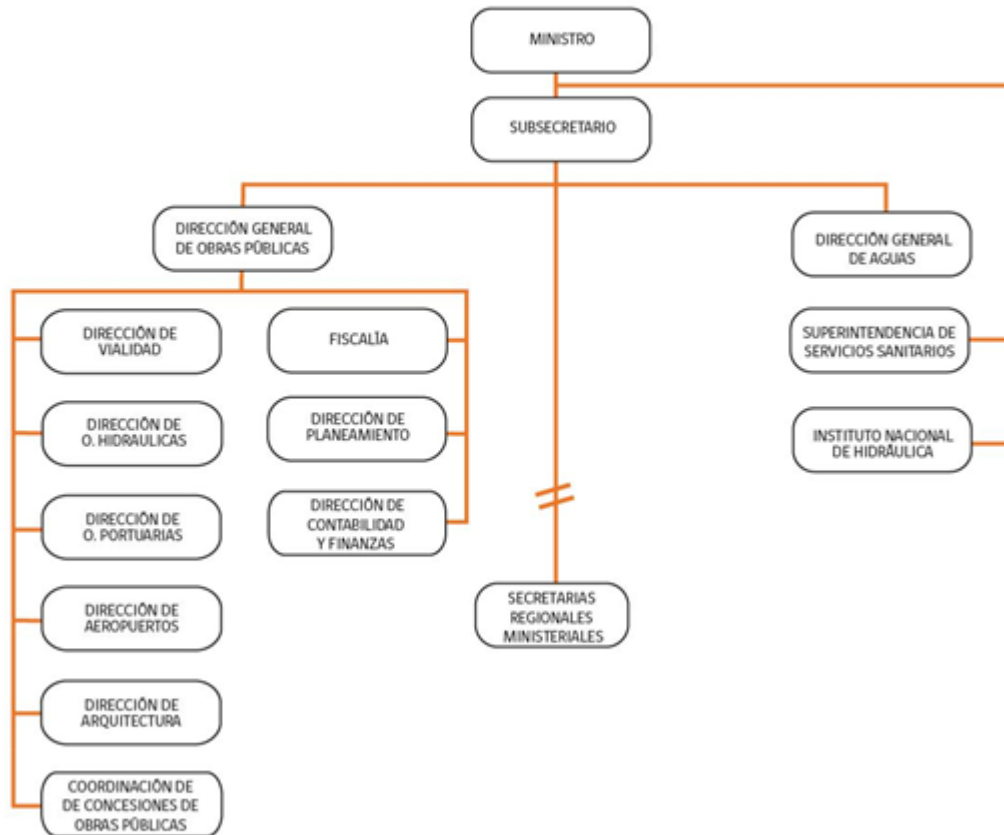 MINISTRO
SUBSECRETARIO
DIRECCIÓN GENERAL
DE OBRAS PÚBLICAS
DIRECCIÓN GENERAL
DE AGUAS
DIRECCIÓN DE
VIALIDAD
FISCALÏA
SUPERINTENDENCIA DE
SERVICIOS SANITARIOS
DIRECCIÓN DE
O. HIDRAULICAS
DIRECCIÓN DE
PLANEAMIENTO
INSTITUTO NACIONAL
DE HIDRÁULICA
DIRECCIÓN DE
O. PORTUARIAS
DIRECCIÓN DE
CONTABILIDAD
Y FINANZAS
DIRECCIÓN DE
AEROPUERTOS
SECRETARIAS
REGIONALES
MINISTERIALES
DIRECCIÓN DE
ARQUITECTURA
COORDINACIÓN DE
DE CONCESIONES DE
OBRAS PÚBLICAS